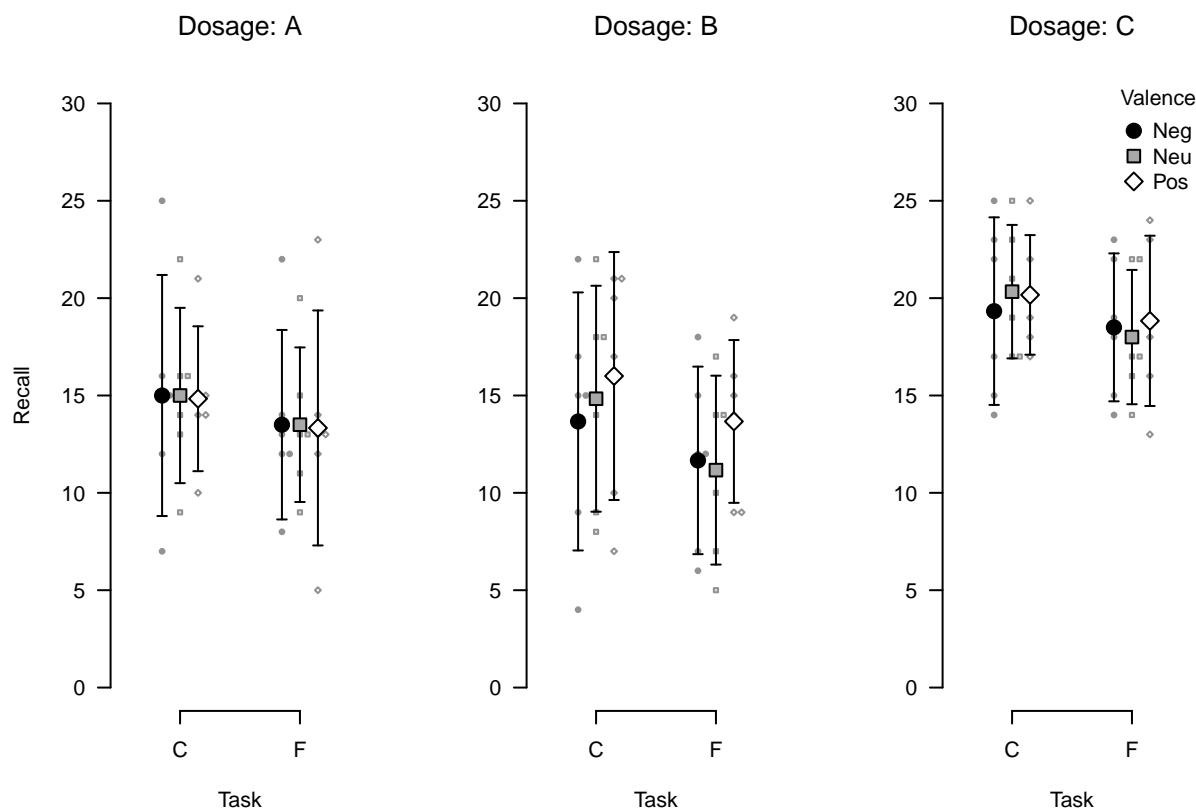 Dosage: A
Dosage: B
Dosage: C
Recall
30
25
20
15
10
5
0
C
F
Task
30
25
20
15
10
5
0
C
F
Task
30
25
20
15
10
5
0
C
F
Task
Valence
Neg
Neu
Pos